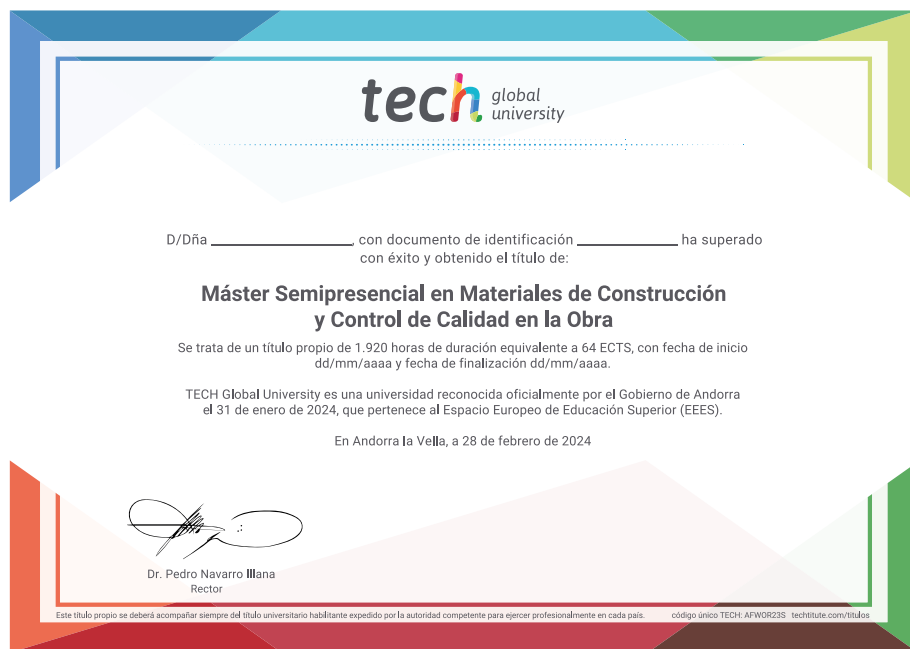 tech global university
D/Dña ____________, con documento de identificación ____________ ha superado
con éxito y obtenido el título de:
Máster Semipresencial en Materiales de Construcción
y Control de Calidad en la Obra
Se trata de un título propio de 1.920 horas de duración equivalente a 64 ECTS, con fecha de inicio
dd/mm/aaaa y fecha de finalización dd/mm/aaaa.
TECH Global University es una universidad reconocida oficialmente por el Gobierno de Andorra
el 31 de enero de 2024, que pertenece al Espacio Europeo de Educación Superior (EEES).
En Andorra la Vella, a 28 de febrero de 2024
Dr. Pedro Navarro Illana
Rector
Este título propio se deberá acompañar siempre del título universitario habilitante expedido por la autoridad competente para ejercer profesionalmente en cada país. código único TECH: AFWOR23S techtitute.com/titulos